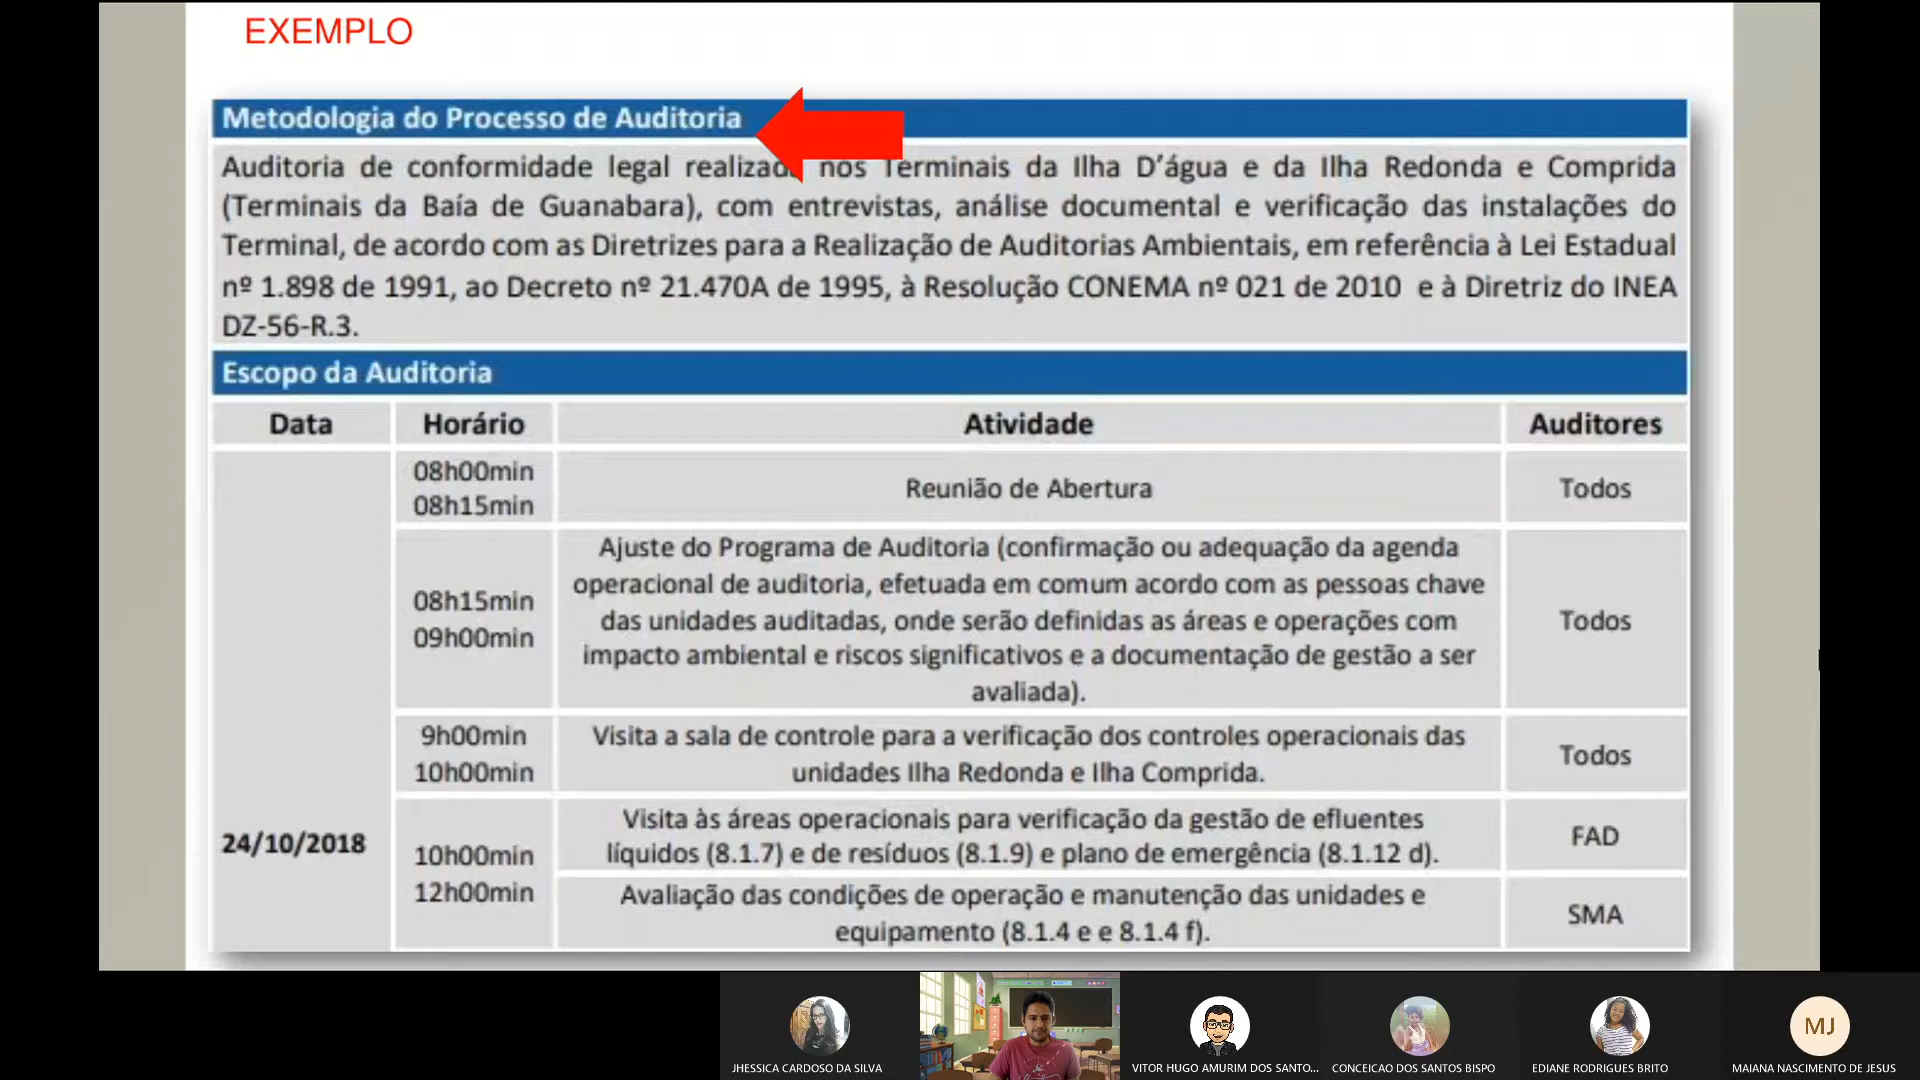 EXEMPLO
Metodologia do Processo de Auditoria
Auditoria de conformidade legal nos Terminais da Ilha D'água e da Ilha Redonda e Comprida
(Terminais da Baía de Guanabara), com entrevistas, análise documental e verificação das instalações do
Terminal, de acordo com as Diretrizes para a Realização de Auditorias Ambientais, em referência à Lei Estadual
nº 1.898 de 1991, ao Decreto nº 21.470A de 1995, à Resolução CONEMA nº 021 de 2010 e à Diretriz do INEA
DZ-56-R.3.
Escopo da Auditoria
Data Horário Atividade Auditores
08h00min
08h15min
Reunião de Abertura
Todos
08h15min
09h00min
Ajuste do Programa de Auditoria (confirmação ou adequação da agenda
operacional de auditoria, efetuada em comum acordo com as pessoas chave
das unidades auditadas, onde serão definidas as áreas e operações com
impacto ambiental e riscos significativos e a documentação de gestão a ser
avaliada).
Todos
9h00min
10h00min
Visita a sala de controle para a verificação dos controles operacionais das
unidades Ilha Redonda e Ilha Comprida.
Todos
24/10/2018
10h00min
12h00min
Visita às áreas operacionais para verificação da gestão de efluentes
líquidos (8.1.7) e de resíduos (8.1.9) e plano de emergência (8.1.12 d).
FAD
Avaliação das condições de operação e manutenção das unidades e
equipamento (8.1.4 e e 8.1.4 f).
SMA
MJ
JHESSICA CARDOSO DA SILVA
VITOR HUGO AMURIM DOS SANTO...
CONCEICAO DOS SANTOS BISPO
EDIANE RODRIGUES BRITO
MAIANA NASCIMENTO DE JESUS